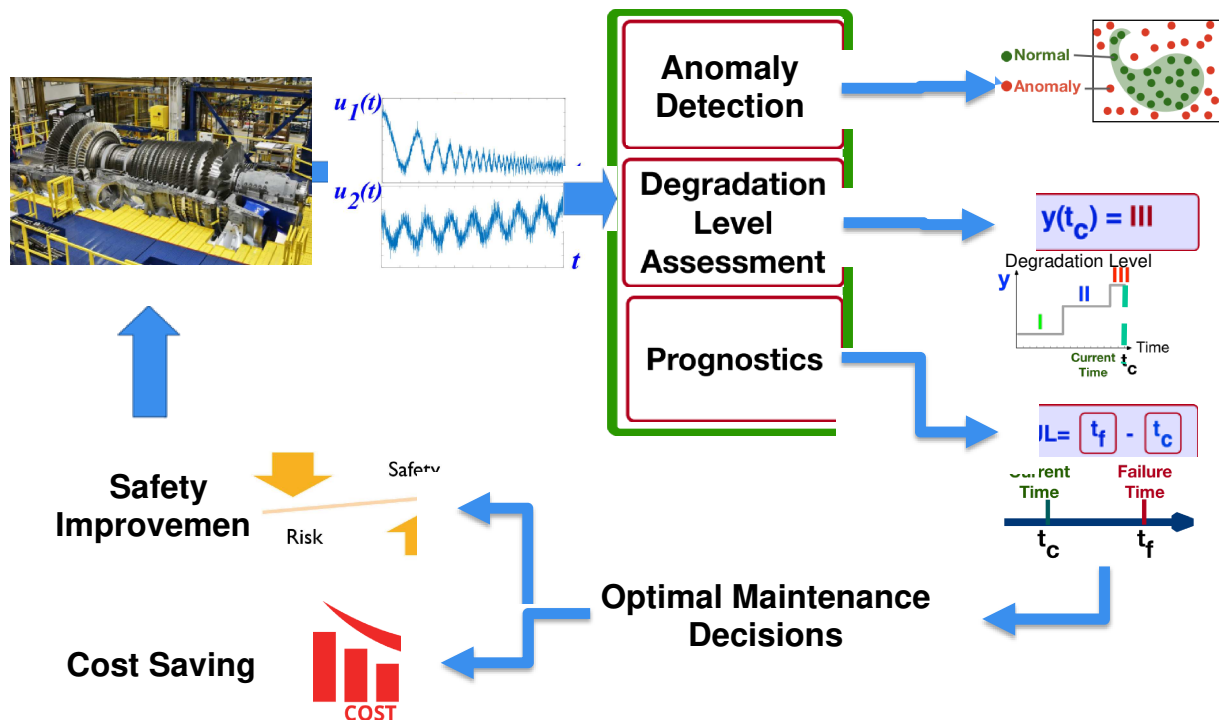 u1(t)
u2(t)
t
Anomaly
Detection
Degradation
Level
Assessment
Prognostics
Normal
Anomaly
y(tc) = III
Degradation Level
y
I
II
III
Time
Current
Time
tc
JL= tf - tc
Current
Time
Failure
Time
tc
tf
Optimal Maintenance
Decisions
Safety
Improvemen
Safety
Risk
Cost Saving
COST